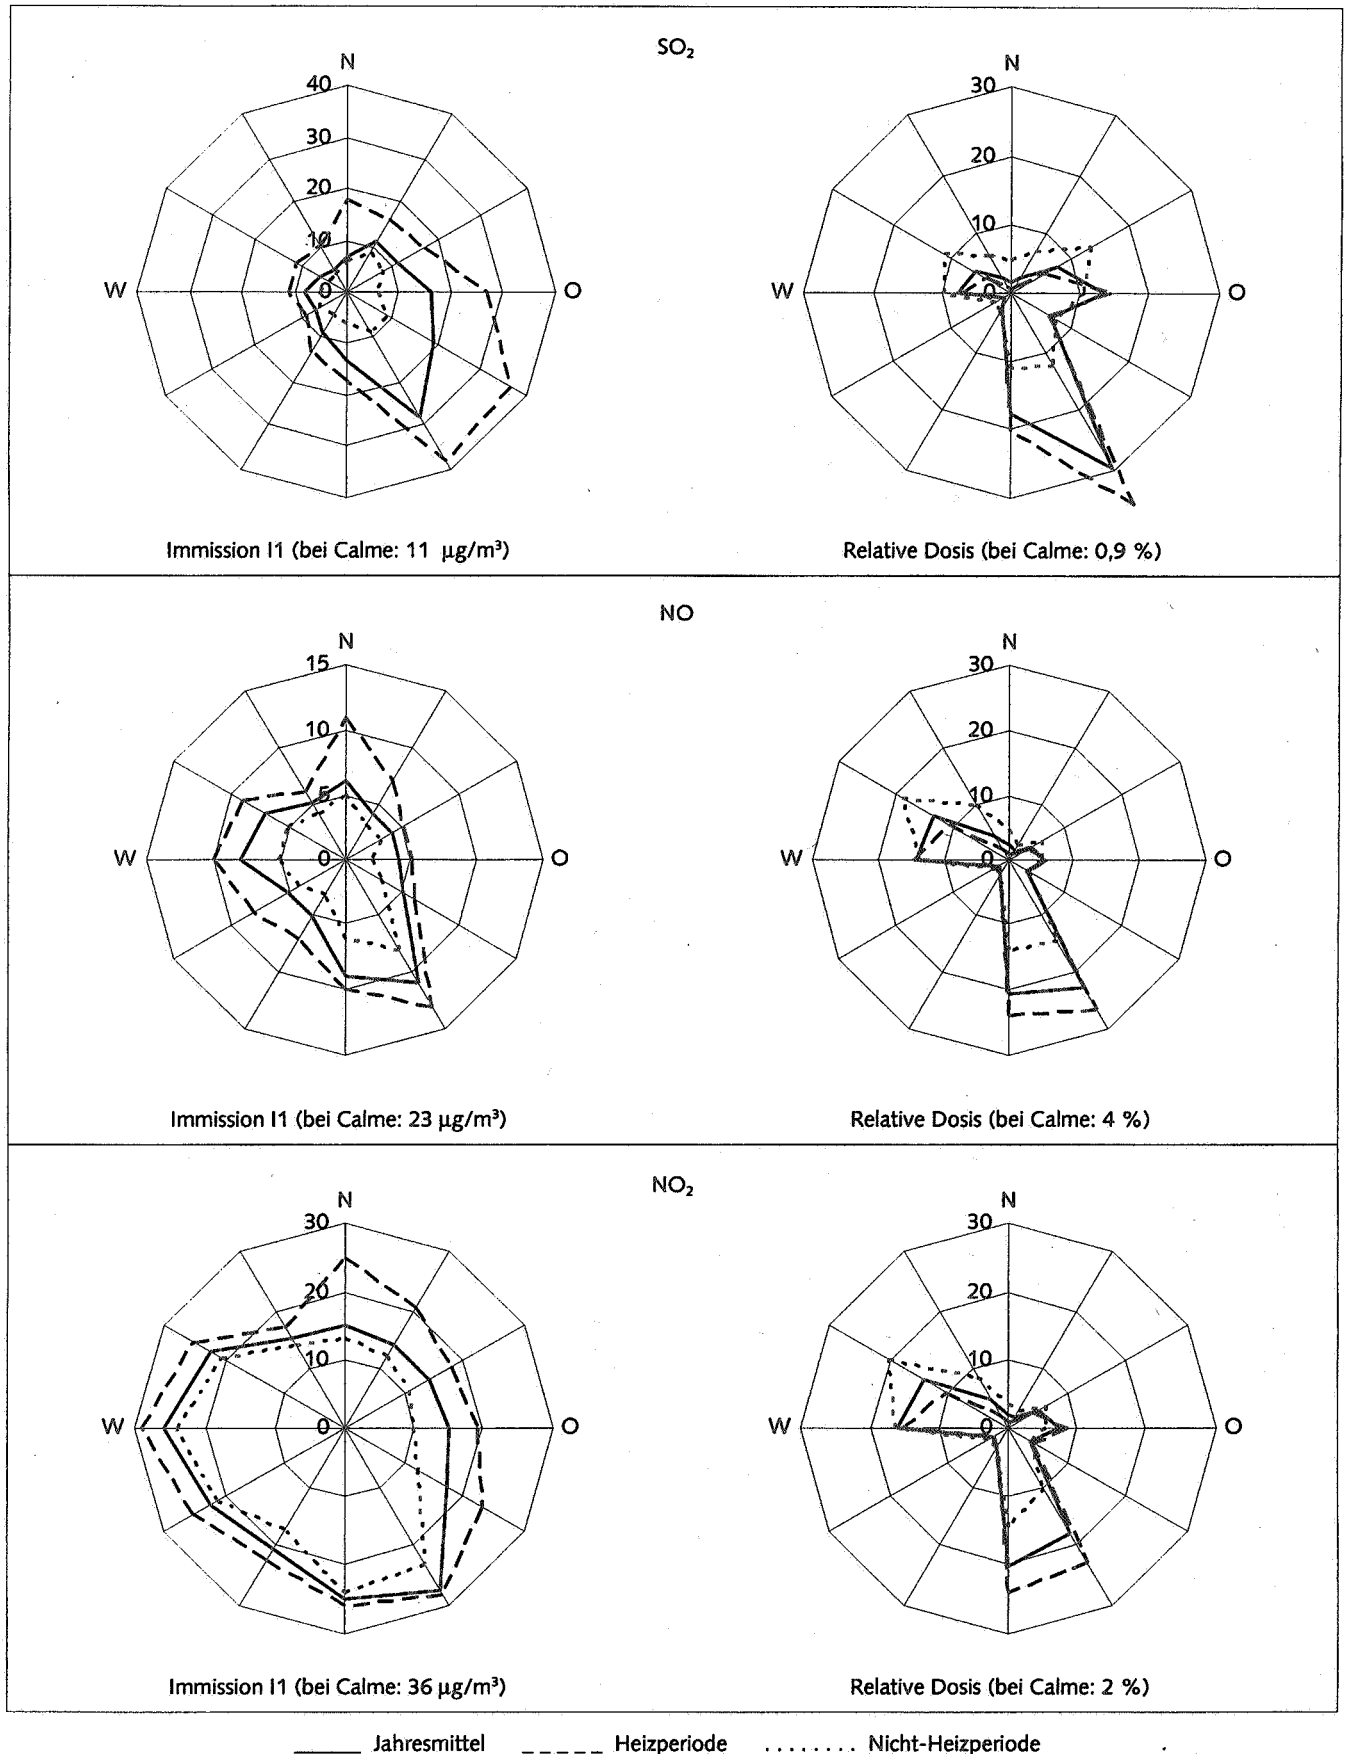 SO₂
N
40
30
20
10
0
W
O
Immission I1 (bei Calme: 11 µg/m³)
N
30
20
10
0
W
O
Relative Dosis (bei Calme: 0,9 %)
NO
N
15
10
5
0
W
O
Immission I1 (bei Calme: 23 µg/m³)
N
30
20
10
0
W
O
Relative Dosis (bei Calme: 4 %)
NO₂
N
30
20
10
0
W
O
Immission I1 (bei Calme: 36 µg/m³)
N
30
20
10
0
W
O
Relative Dosis (bei Calme: 2 %)
Jahresmittel Heizperiode Nicht-Heizperiode